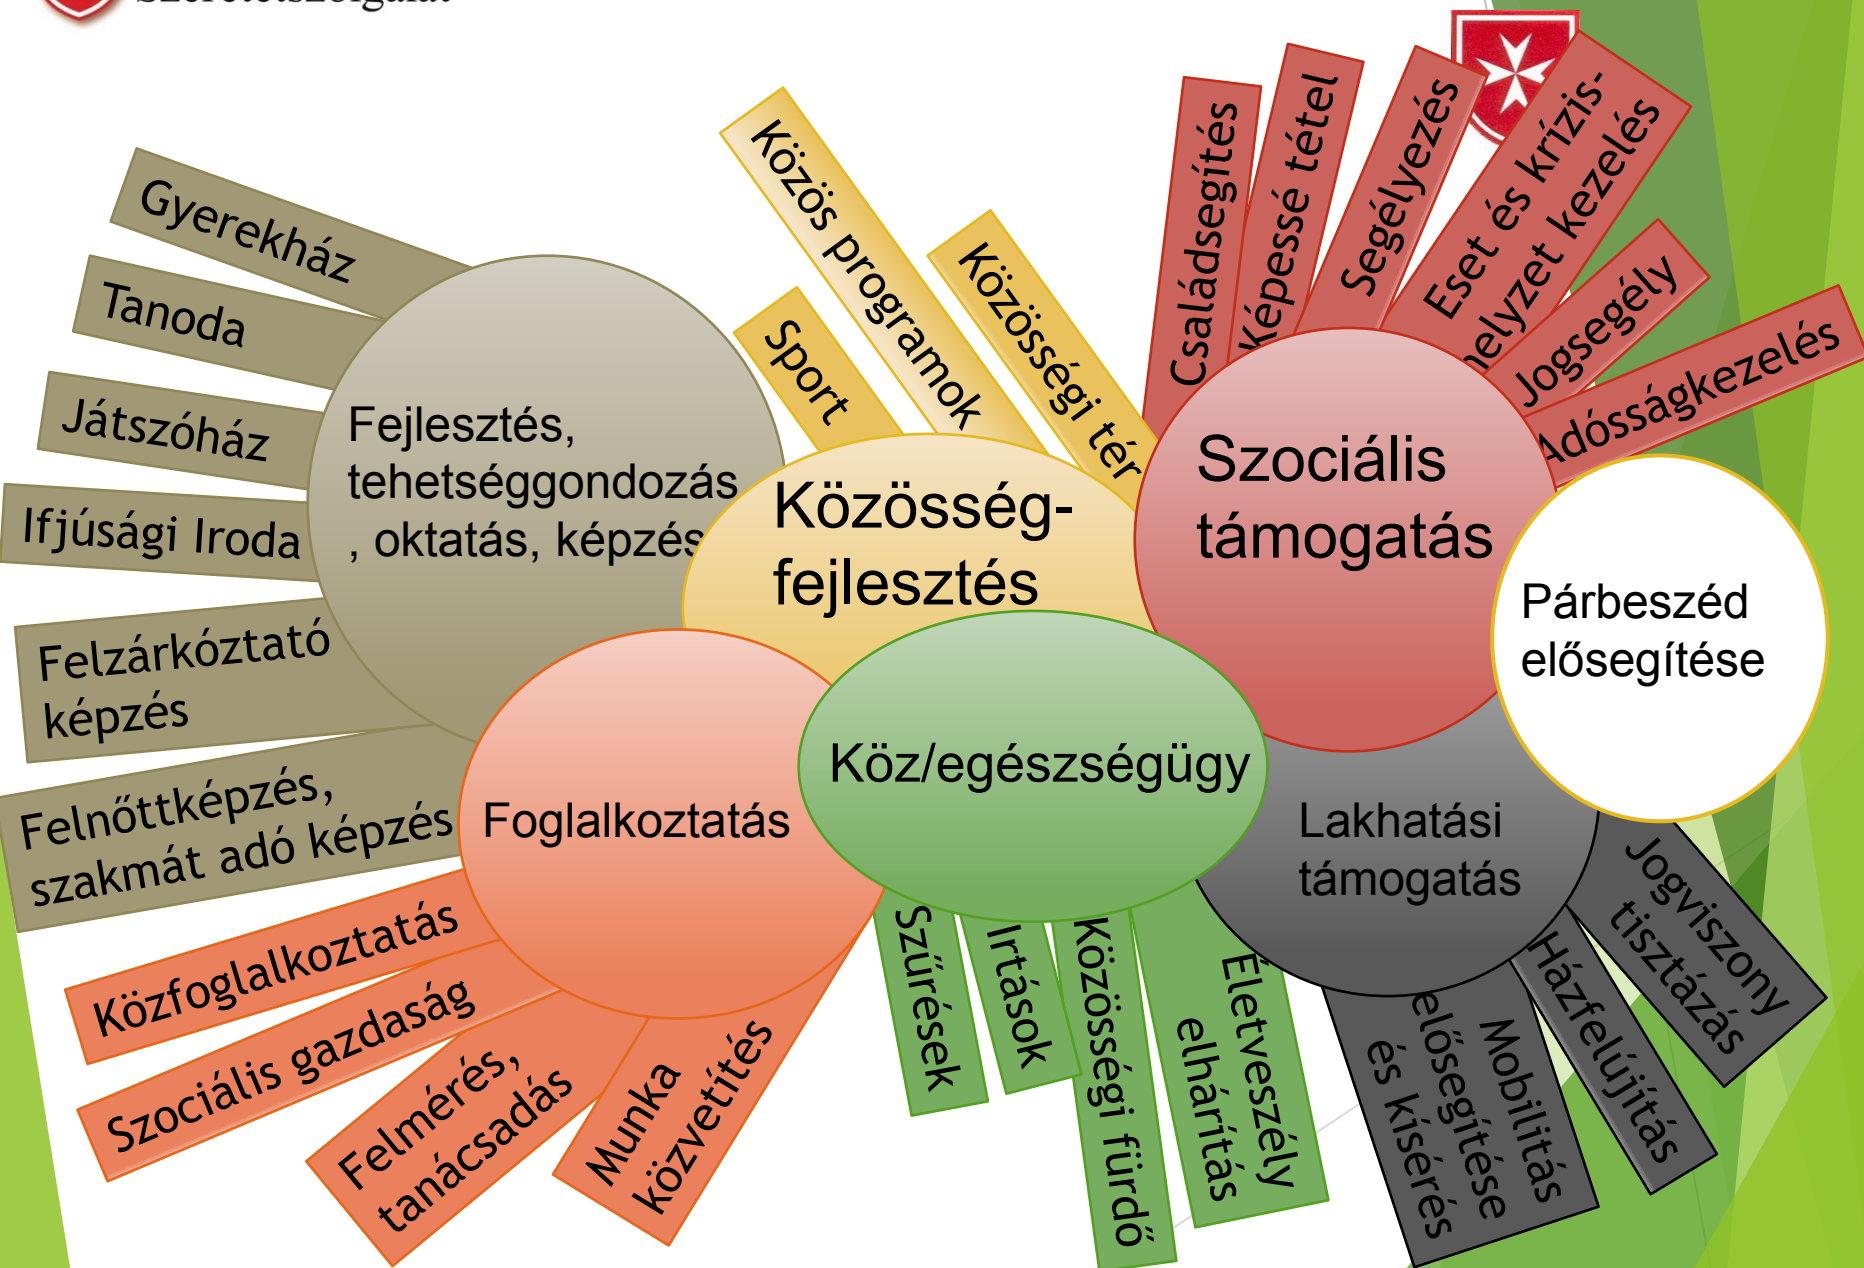 Szeretetszolgálat
Gyerekház
Tanoda
Játszóház
Ifjúsági Iroda
Felzárkóztató
képzés
Felnőttképzés,
szakmát adó képzés
Fejlesztés,
tehetséggondozás
, oktatás, képzés
Sport
Közös programok
Közösségi tér
Közösség-
fejlesztés
Családsegítés
Képessé tétel
Segélyezés
Eset és krízis-
helyzet kezelés
Jogsegély
Adósságkezelés
Szociális
támogatás
Párbeszéd
elősegítése
Foglalkoztatás
Közfoglalkoztatás
Szociális gazdaság
Felmérés,
tanácsadás
Munka
közvetítés
Köz/egészségügy
Szűrések
Irtások
Közösségi fürdő
Életveszély
elhárítás
Lakhatási
támogatás
Mobilitás
elősegítése
és kísérés
Házfelújítás
Jogviszony
tisztázás